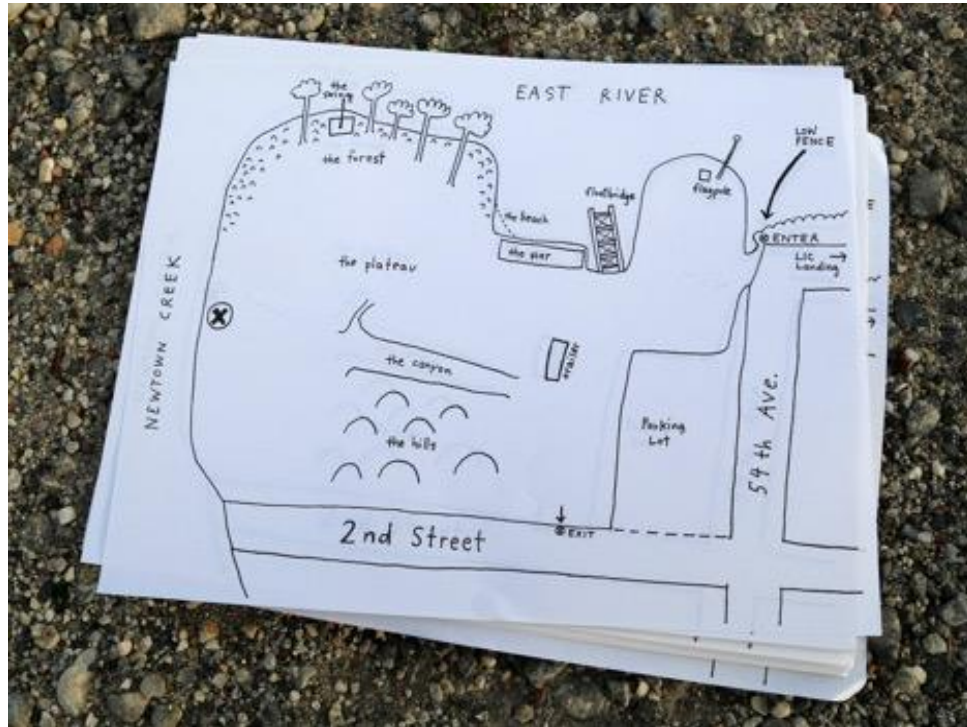 EAST RIVER
the
swing
the forest
LOW
FENCE
flagpole
floatbridge
the beach
the pier
ENTER
LIC →
Landing
the plateau
NEWTOWN CREEK
X
the canyon
trailer
the hills
Parking
Lot
54th Ave.
2nd Street
EXIT